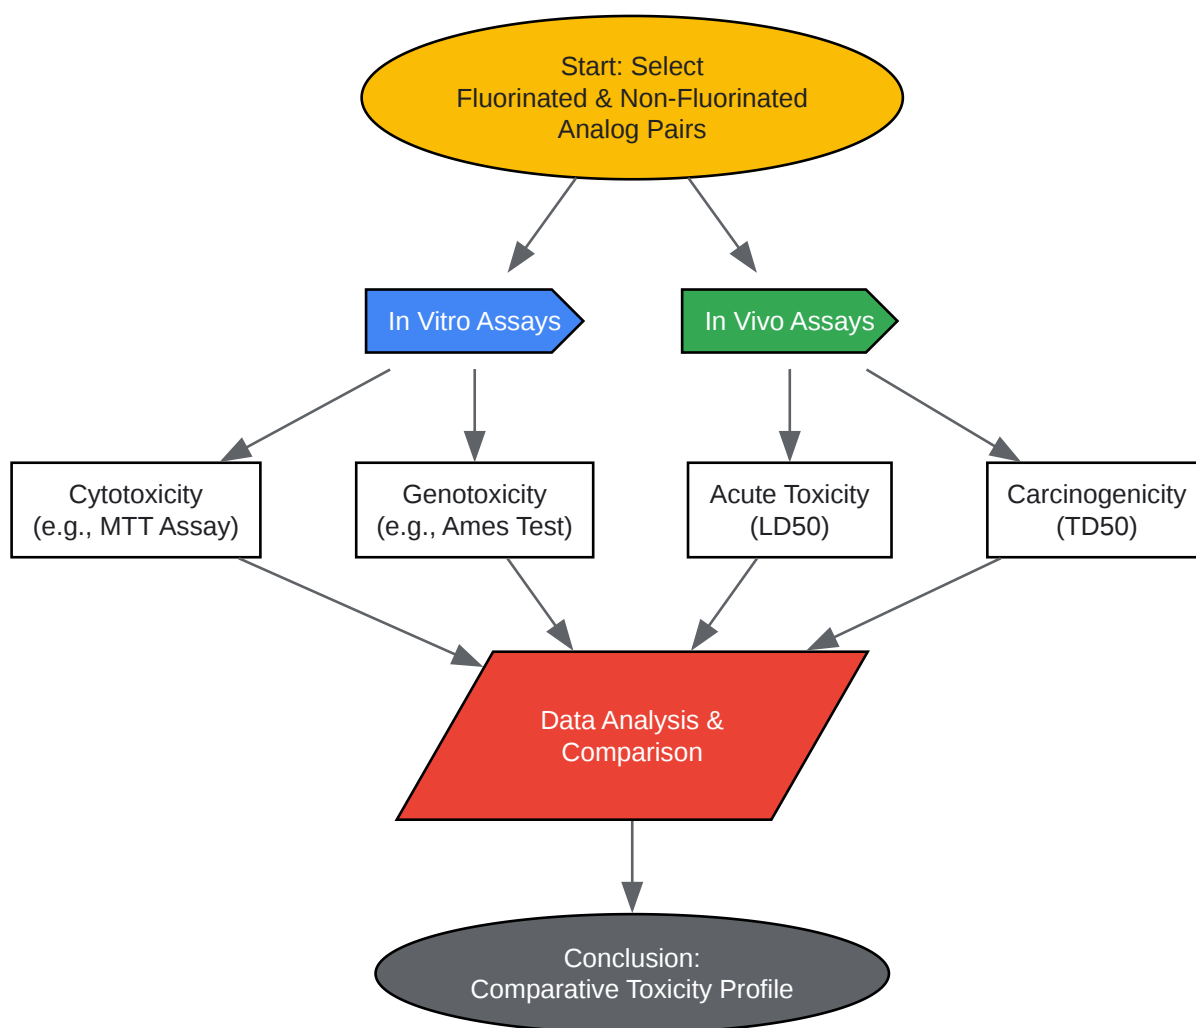 Start: Select
Fluorinated & Non-Fluorinated
Analog Pairs
In Vitro Assays
In Vivo Assays
Cytotoxicity
(e.g., MTT Assay)
Genotoxicity
(e.g., Ames Test)
Acute Toxicity
(LD50)
Carcinogenicity
(TD50)
Data Analysis &
Comparison
Conclusion:
Comparative Toxicity Profile